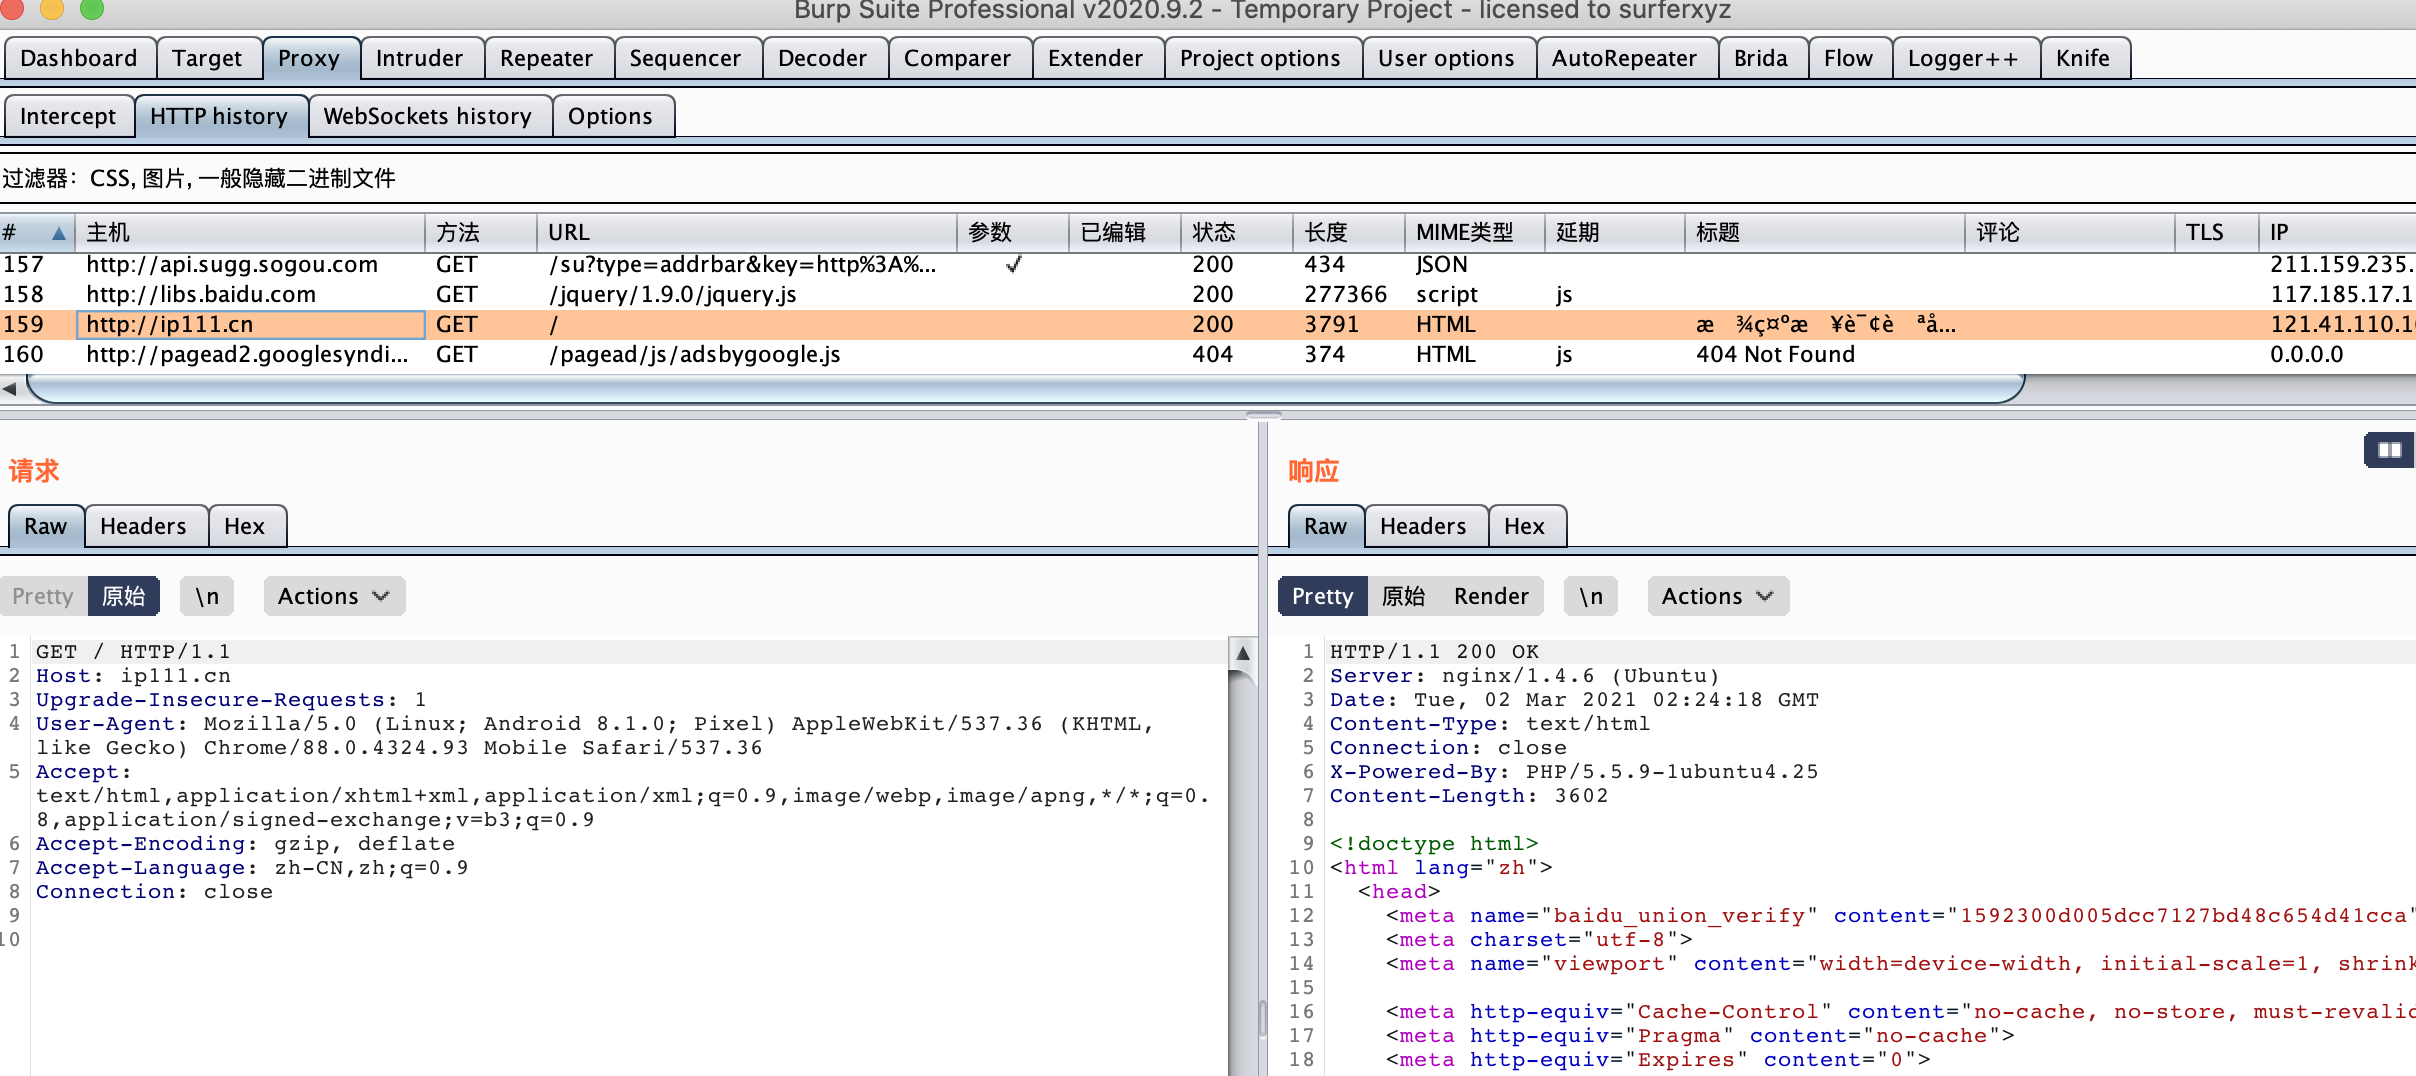 Burp Suite Professional v2020.9.2 - Temporary Project - licensed to surferxyz
Dashboard Target Proxy Intruder Repeater Sequencer Decoder Comparer Extender Project options User options AutoRepeater Brida Flow Logger++ Knife
Intercept HTTP history WebSockets history Options
过滤器：CSS, 图片, 一般隐藏二进制文件
# 主机 方法 URL 参数 已编辑 状态 长度 MIME类型 延期 标题 评论 TLS IP
157 http://api.sugg.sogou.com GET /su?type=addrbar&key=http%3A%... ✓ 200 434 JSON 211.159.235.
158 http://libs.baidu.com GET /jquery/1.9.0/jquery.js 200 277366 script js 117.185.17.1
159 http://ip111.cn GET / 200 3791 HTML æ ¾ç¤ºæ ¥è¯¢è ªå... 121.41.110.1
160 http://pagead2.googlesyndi... GET /pagead/js/adsbygoogle.js 404 374 HTML js 404 Not Found 0.0.0.0
请求
Raw Headers Hex
Pretty 原始 \n Actions
1 GET / HTTP/1.1
2 Host: ip111.cn
3 Upgrade-Insecure-Requests: 1
4 User-Agent: Mozilla/5.0 (Linux; Android 8.1.0; Pixel) AppleWebKit/537.36 (KHTML,
like Gecko) Chrome/88.0.4324.93 Mobile Safari/537.36
5 Accept:
text/html,application/xhtml+xml,application/xml;q=0.9,image/webp,image/apng,*/*;q=0.
8,application/signed-exchange;v=b3;q=0.9
6 Accept-Encoding: gzip, deflate
7 Accept-Language: zh-CN,zh;q=0.9
8 Connection: close
9
10
响应
Raw Headers Hex
Pretty 原始 Render \n Actions
1 HTTP/1.1 200 OK
2 Server: nginx/1.4.6 (Ubuntu)
3 Date: Tue, 02 Mar 2021 02:24:18 GMT
4 Content-Type: text/html
5 Connection: close
6 X-Powered-By: PHP/5.5.9-1ubuntu4.25
7 Content-Length: 3602
8
9 <!doctype html>
10 <html lang="zh">
11 <head>
12 <meta name="baidu_union_verify" content="1592300d005dcc7127bd48c654d41cca"
13 <meta charset="utf-8">
14 <meta name="viewport" content="width=device-width, initial-scale=1, shrink
15
16 <meta http-equiv="Cache-Control" content="no-cache, no-store, must-revalid
17 <meta http-equiv="Pragma" content="no-cache">
18 <meta http-equiv="Expires" content="0">